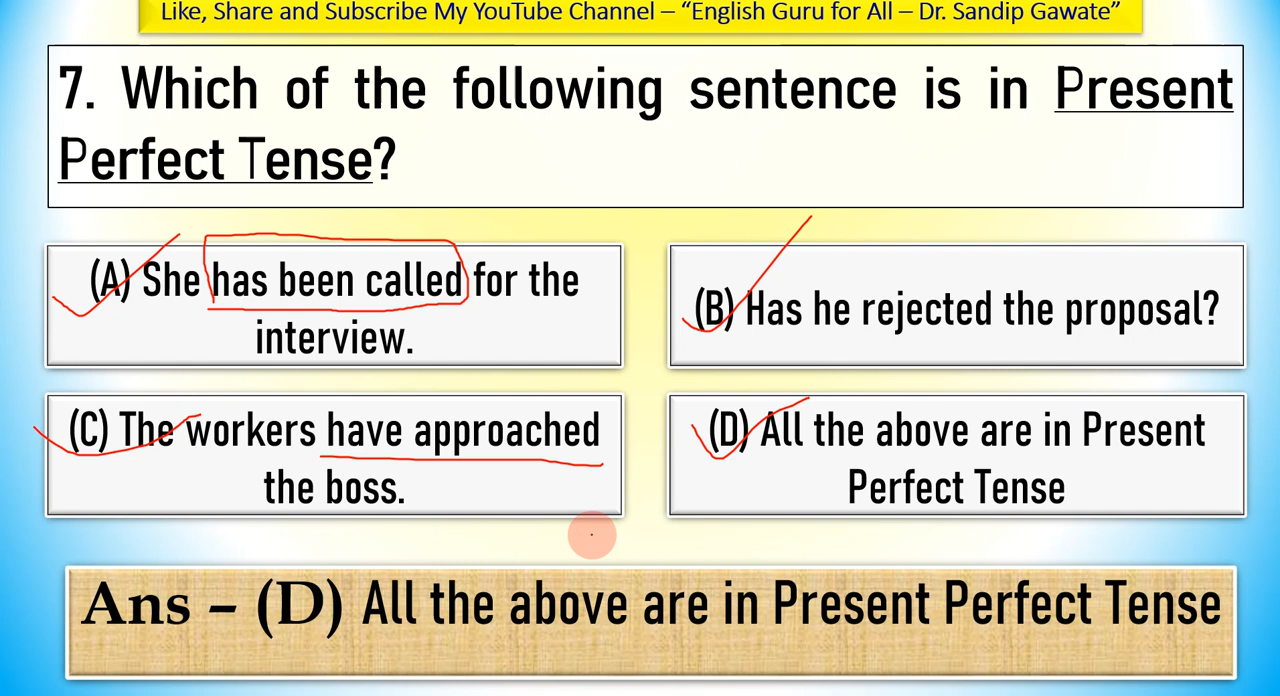 Like, Share and Subscribe My YouTube Channel – “English Guru for All – Dr. Sandip Gawate”
7. Which of the following sentence is in Present
Perfect Tense?
(A) She has been called for the
interview.
(B) Has he rejected the proposal?
(C) The workers have approached
the boss.
(D) All the above are in Present
Perfect Tense
Ans – (D) All the above are in Present Perfect Tense